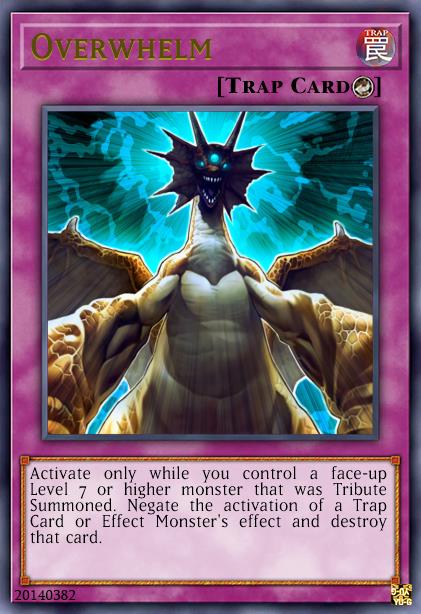 OVERWHELM
TRAP
罠
[TRAP CARD]
Activate only while you control a face-up
Level 7 or higher monster that was Tribute
Summoned. Negate the activation of a Trap
Card or Effect Monster's effect and destroy
that card.
20140382